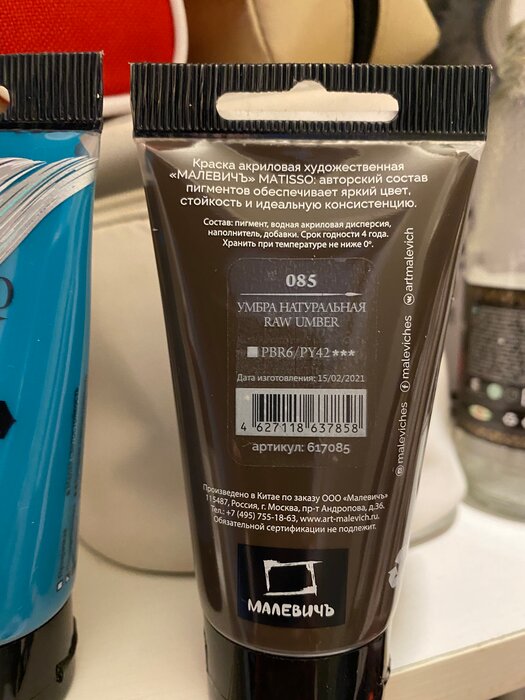 Краска акриловая художественная
«МАЛЕВИЧЪ» MATISSO: авторский состав
пигментов обеспечивает яркий цвет,
стойкость и идеальную консистенцию.
Состав: пигмент, водная акриловая дисперсия,
наполнитель, добавки. Срок годности 4 года.
Хранить при температуре не ниже 0°.
085
УМБРА НАТУРАЛЬНАЯ
RAW UMBER
PBR6/PY42***
Дата изготовления: 15/02/2021
4 627118 637858
артикул: 617085
Произведено в Китае по заказу ООО «Малевичъ»
115487, Россия, г. Москва, пр-т Андропова, д.36.
Тел.: +7 (495) 755-18-63, www.art-malevich.ru.
Обязательной сертификации не подлежит.
МАЛЕВИЧЪ
maleviches
maleviches
artmalevich